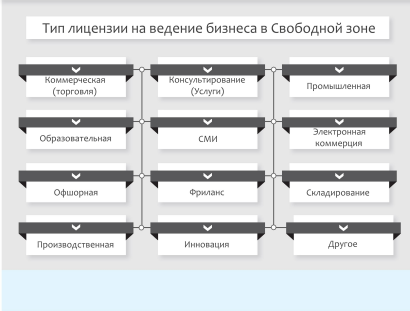 Тип лицензии на ведение бизнеса в Свободной зоне
Коммерческая
(торговля)
Консультирование
(Услуги)
Промышленная
Образовательная
СМИ
Электронная
коммерция
Офшорная
Фриланс
Складирование
Производственная
Инновация
Другое